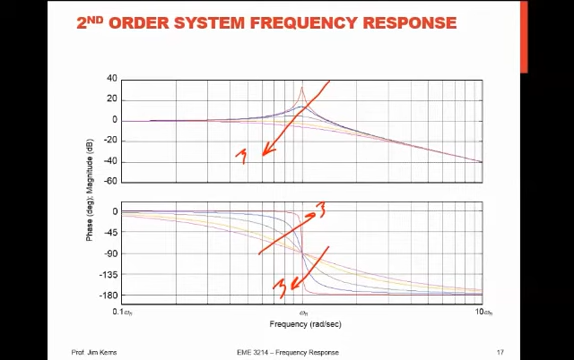 2ND ORDER SYSTEM FREQUENCY RESPONSE
40
20
0
-20
-40
-60
Phase (deg); Magnitude (dB)
0
-45
-90
-135
-180
0.1ωn
ωn
10ωn
Frequency (rad/sec)
Prof. Jim Kerns
EME 3214 – Frequency Response
17